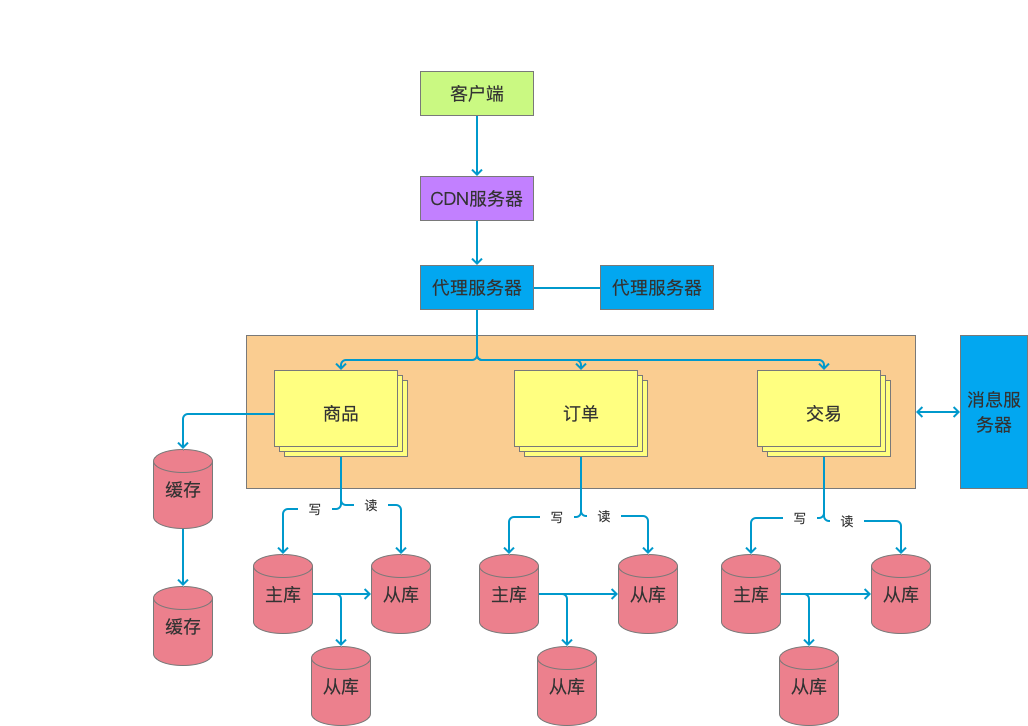 客户端
CDN服务器
代理服务器
代理服务器
商品
订单
交易
消息服
务器
缓存
写
读
写
读
写
读
主库
从库
主库
从库
主库
从库
缓存
从库
从库
从库